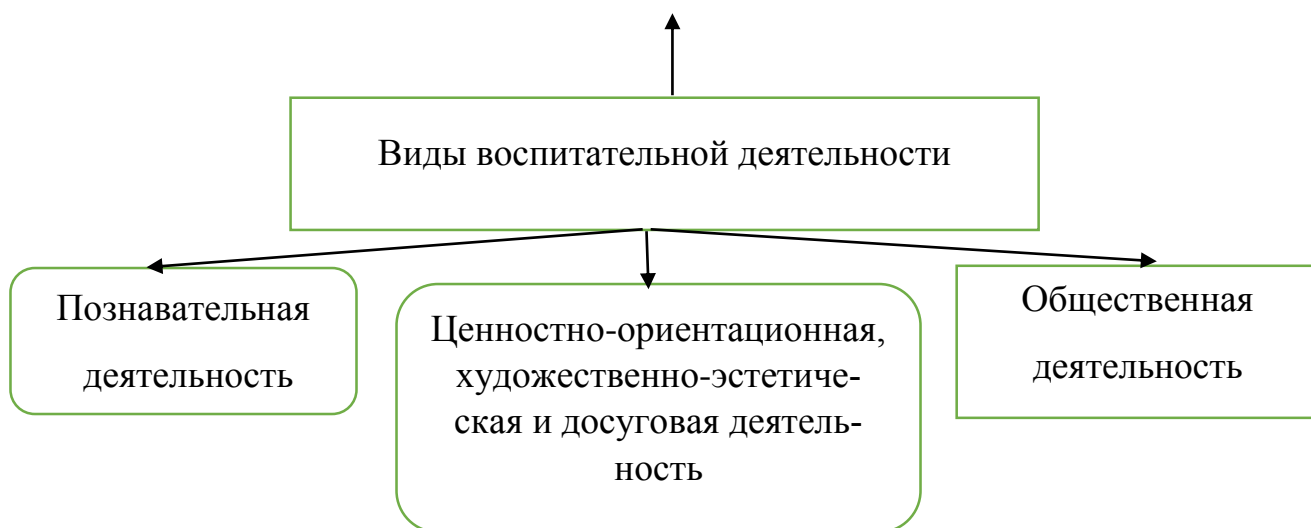 Виды воспитательной деятельности
Познавательная
деятельность
Ценностно-ориентационная,
художественно-эстетиче-
ская и досуговая деятель-
ность
Общественная
деятельность